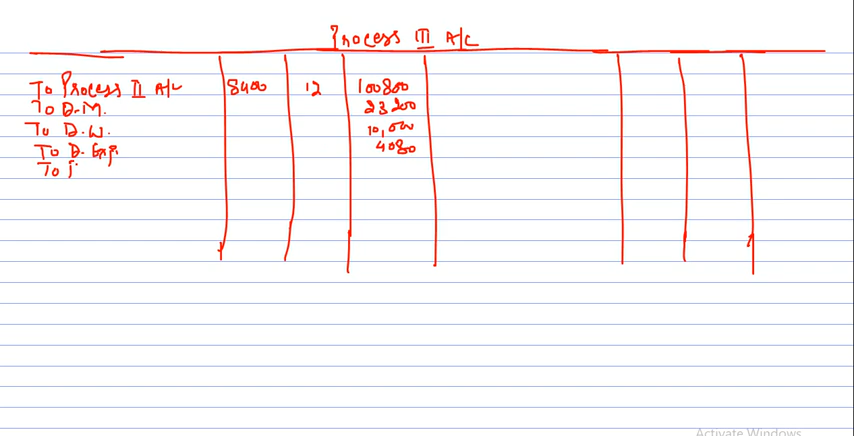 Process III A/C
To Process II A/C 8400 12 100800
To D.M. 23200
To D.W. 10,000
To D. Exp. 4080
To
Activate Windows